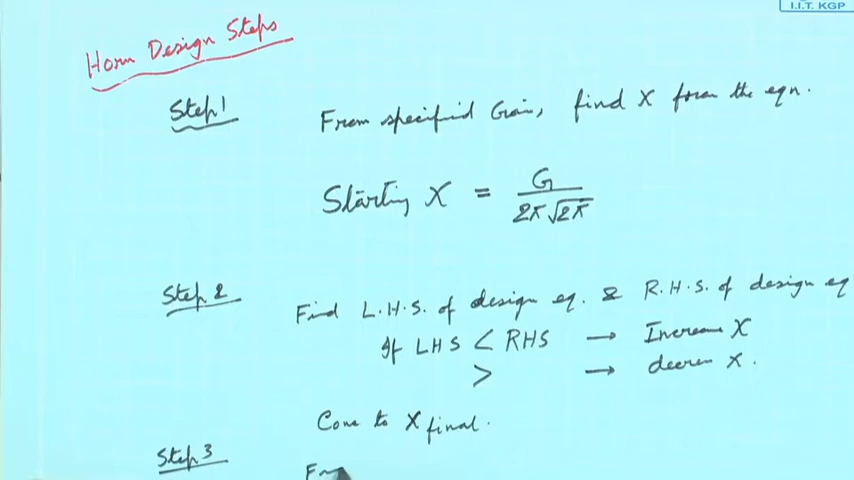 I.I.T. KGP
Horn Design Steps
Step 1 From specified Gain, find X from the eqn.
Starting X = G / 2π√2π
Step 2 Find L.H.S. of design eq. & R.H.S. of design eq
If LHS < RHS → Increase X
> → decrease X.
Come to X final.
Step 3 Fr